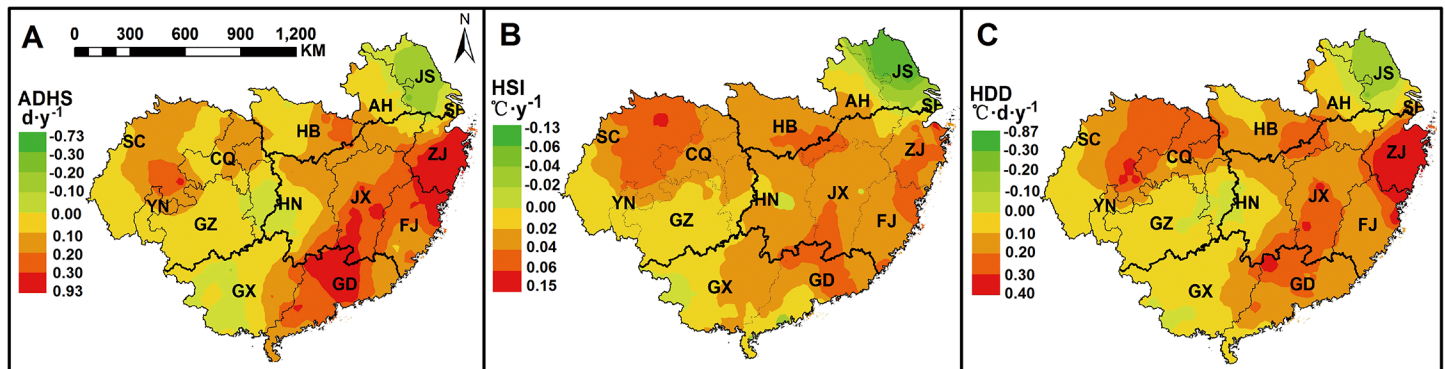 A
0 300 600 900 1,200
KM
N
ADHS
d·y⁻¹
-0.73
-0.30
-0.20
-0.10
0.00
0.10
0.20
0.30
0.93
JS
AH
SH
SC
HB
CQ
ZJ
YN
HN
JX
GZ
FJ
GX
GD
B
HSI
℃·y⁻¹
-0.13
-0.06
-0.04
-0.02
0.00
0.02
0.04
0.06
0.15
JS
AH
SH
SC
HB
CQ
ZJ
YN
HN
JX
GZ
FJ
GX
GD
C
HDD
℃·d·y⁻¹
-0.87
-0.30
-0.20
-0.10
0.00
0.10
0.20
0.30
0.40
JS
AH
SH
SC
HB
CQ
ZJ
YN
HN
JX
GZ
FJ
GX
GD